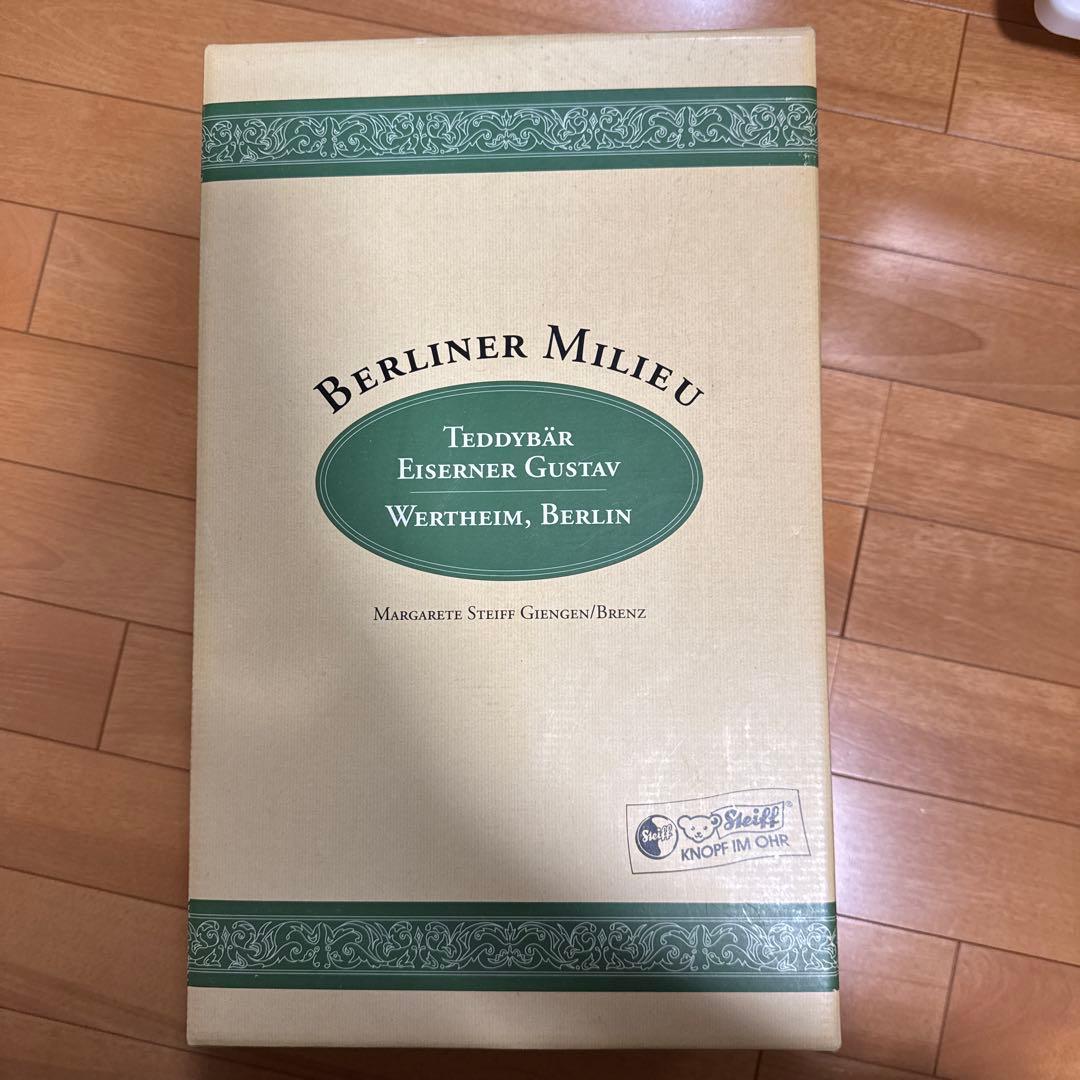 BERLINER MILIEU
TEDDYBÄR
EISERNER GUSTAV
WERTHEIM, BERLIN
MARGARETE STEIFF GIENGEN/BRENZ
Steiff
Steiff®
KNOPF IM OHR